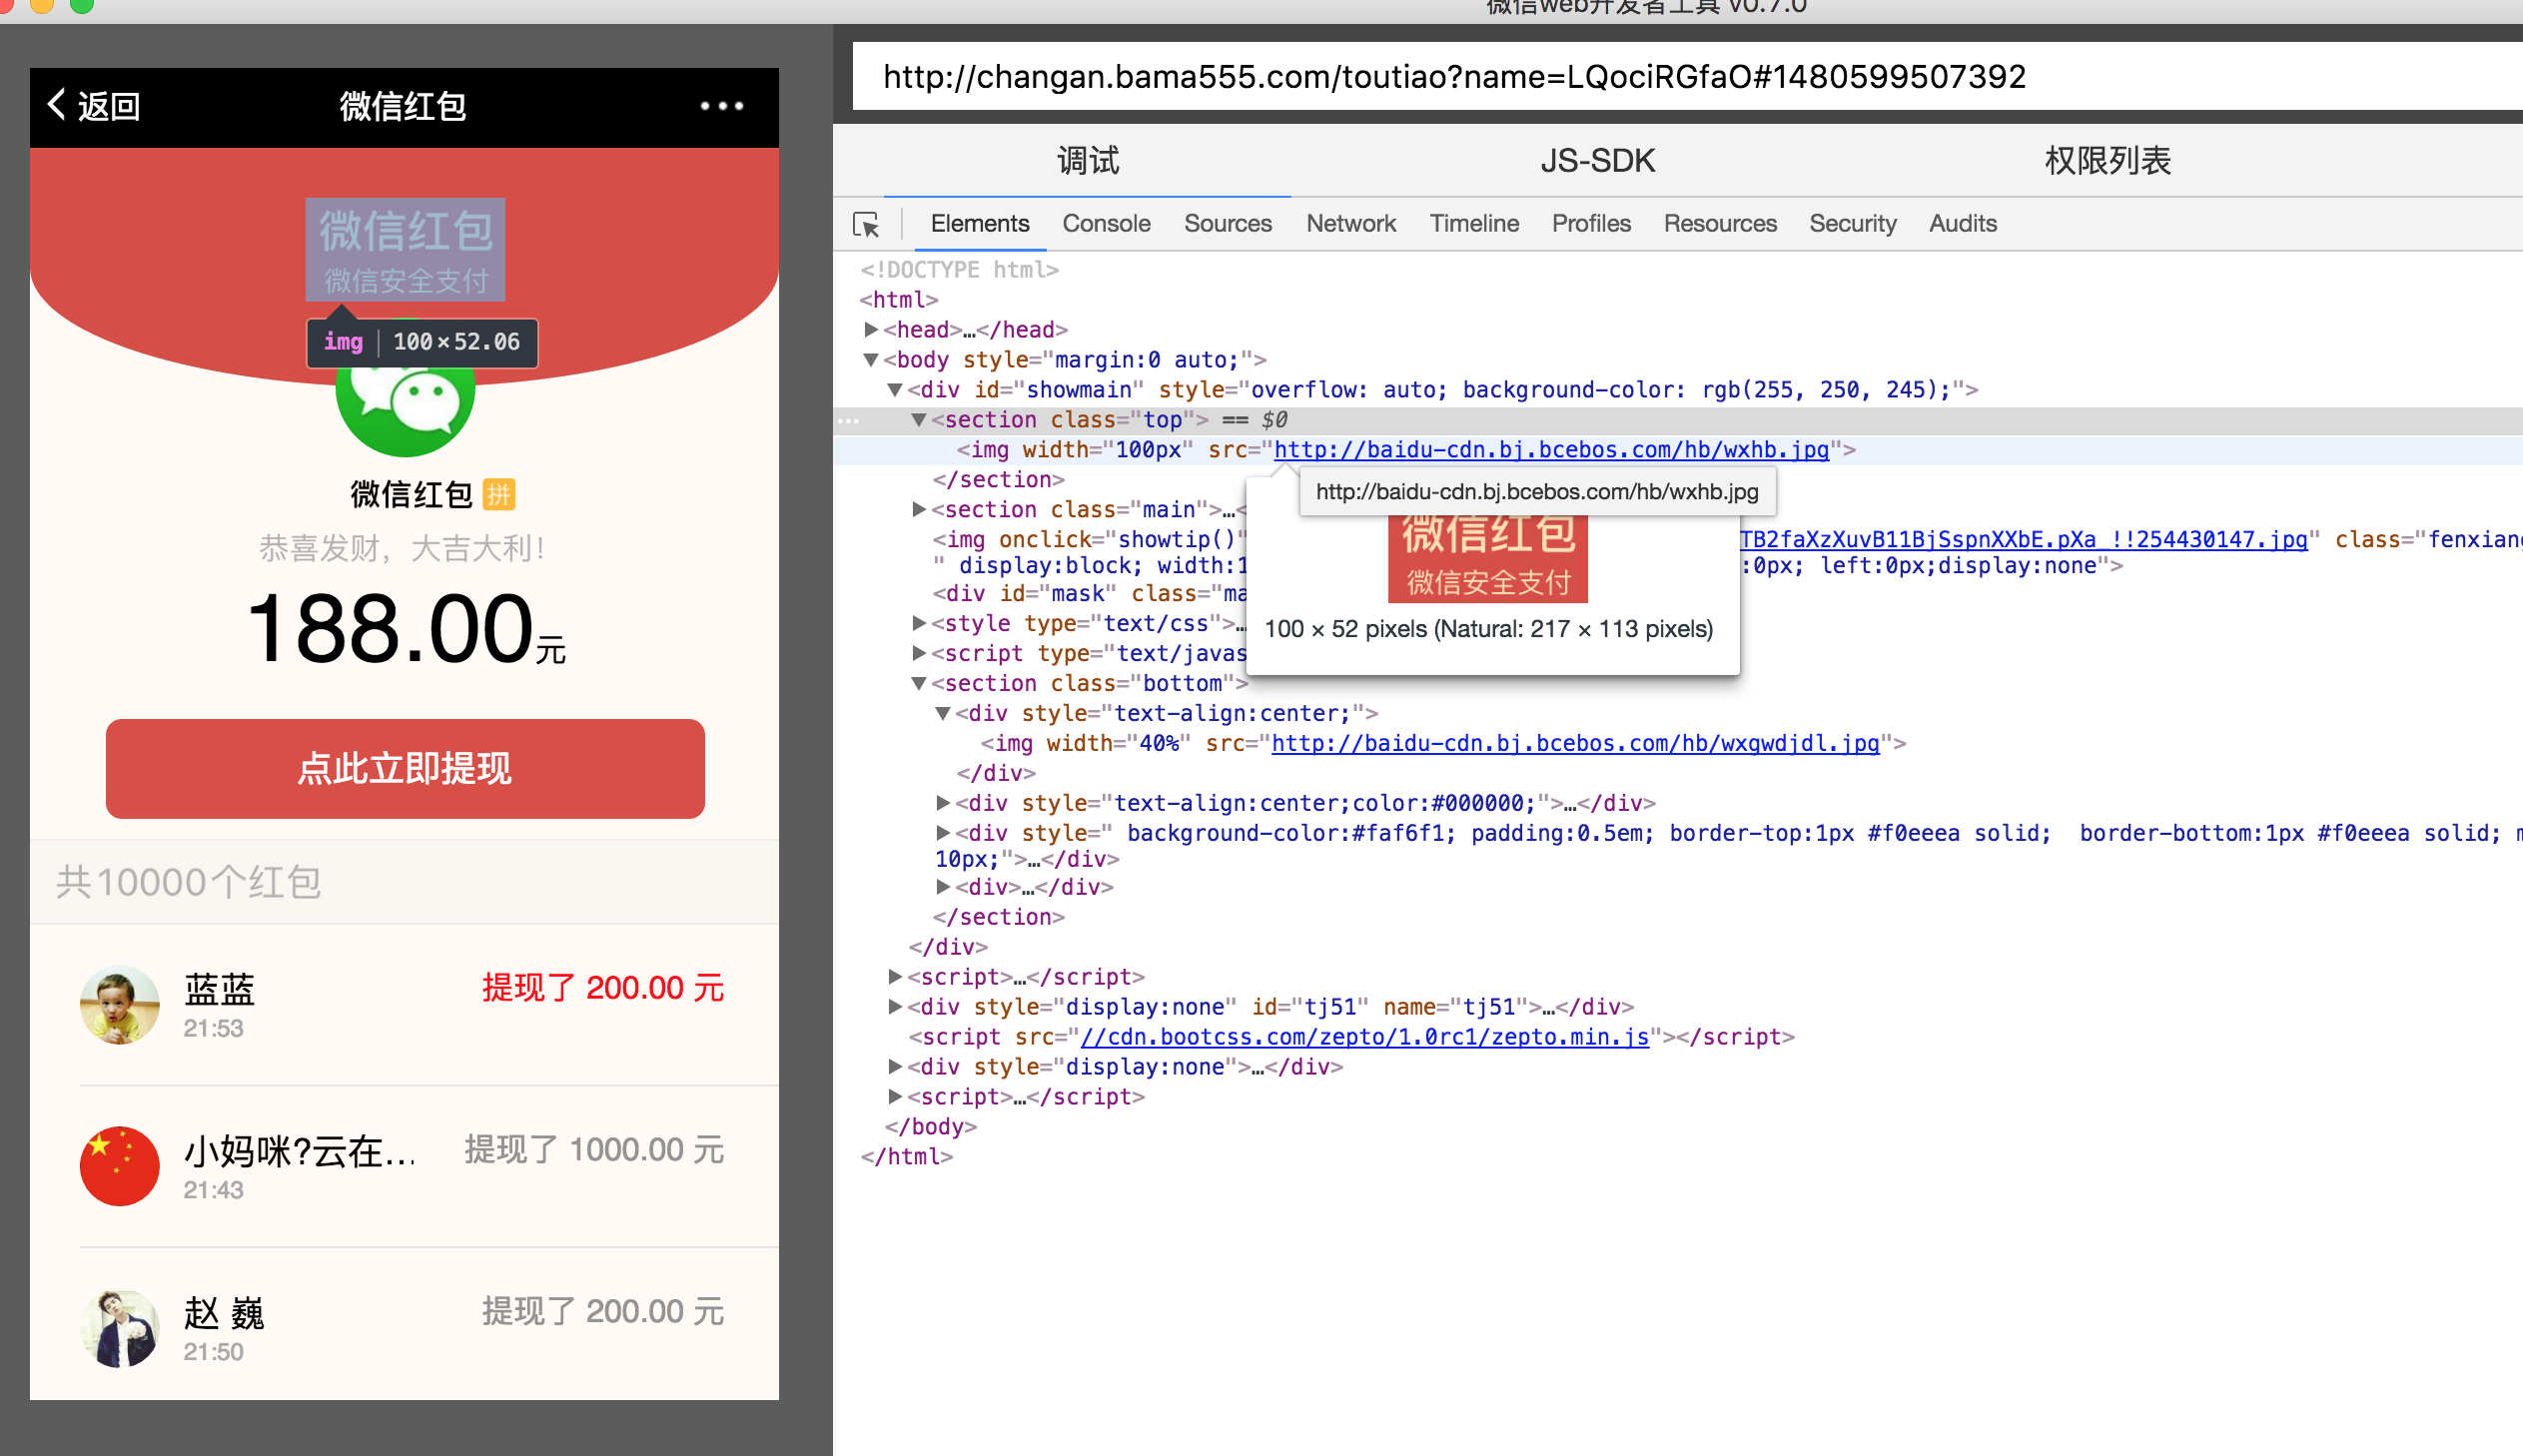 微信web开发者工具 v0.7.0
返回
微信红包
微信红包
微信安全支付
img 100×52.06
微信红包 拼
恭喜发财，大吉大利！
188.00元
点此立即提现
共10000个红包
蓝蓝
提现了 200.00 元
21:53
小妈咪?云在...
提现了 1000.00 元
21:43
赵 巍
提现了 200.00 元
21:50
http://changan.bama555.com/toutiao?name=LQociRGfaO#1480599507392
调试 JS-SDK 权限列表
Elements Console Sources Network Timeline Profiles Resources Security Audits
<!DOCTYPE html>
<html>
▶<head>…</head>
▼<body style="margin:0 auto;">
▼<div id="showmain" style="overflow: auto; background-color: rgb(255, 250, 245);">
… ▼<section class="top"> == $0
<img width="100px" src="http://baidu-cdn.bj.bcebos.com/hb/wxhb.jpg">
</section>
http://baidu-cdn.bj.bcebos.com/hb/wxhb.jpg
▶<section class="main">…<
微信红包
<img onclick="showtip()" TB2faXzXuvB11BjSspnXXbE.pXa_!!254430147.jpg" class="fenxian
" display:block; width:1 :0px; left:0px;display:none">
微信安全支付
<div id="mask" class="ma
▶<style type="text/css">…
100 × 52 pixels (Natural: 217 × 113 pixels)
▶<script type="text/javas
▼<section class="bottom">
▼<div style="text-align:center;">
<img width="40%" src="http://baidu-cdn.bj.bcebos.com/hb/wxgwdjdl.jpg">
</div>
▶<div style="text-align:center;color:#000000;">…</div>
▶<div style=" background-color:#faf6f1; padding:0.5em; border-top:1px #f0eeea solid;  border-bottom:1px #f0eeea solid; m
10px;">…</div>
▶<div>…</div>
</section>
</div>
▶<script>…</script>
▶<div style="display:none" id="tj51" name="tj51">…</div>
<script src="//cdn.bootcss.com/zepto/1.0rc1/zepto.min.js"></script>
▶<div style="display:none">…</div>
▶<script>…</script>
</body>
</html>